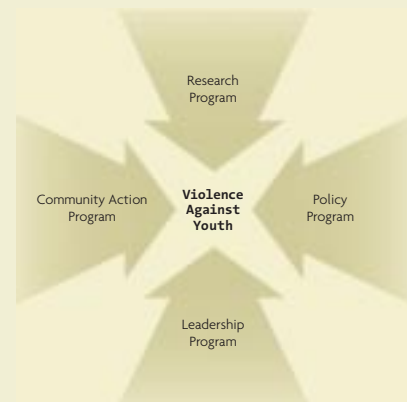 Research
Program
Community Action
Program
Violence
Against
Youth
Policy
Program
Leadership
Program